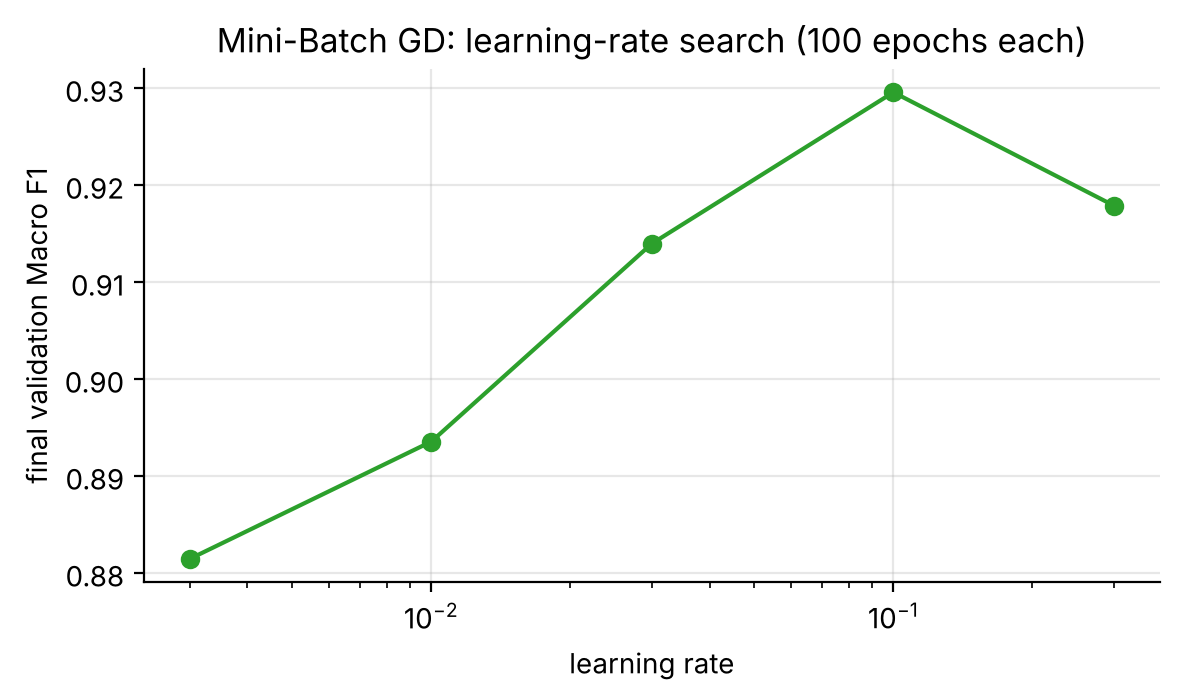 Mini-Batch GD: learning-rate search (100 epochs each)
final validation Macro F1
0.93
0.92
0.91
0.90
0.89
0.88
10⁻²
10⁻¹
learning rate